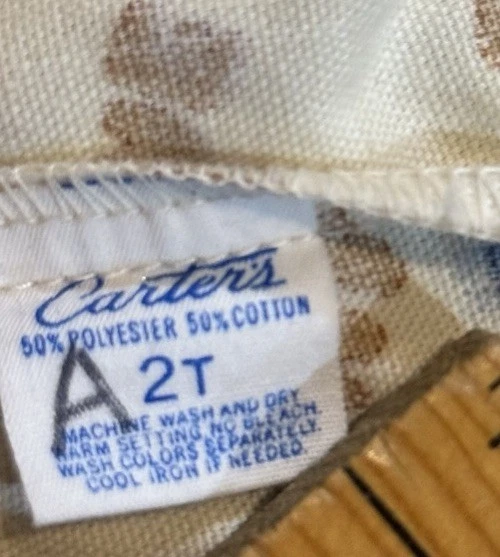 Carter's
50% POLYESTER 50% COTTON
A 2T
MACHINE WASH AND DRY
WARM SETTING NO BLEACH.
WASH COLORS SEPARATELY.
COOL IRON IF NEEDED.